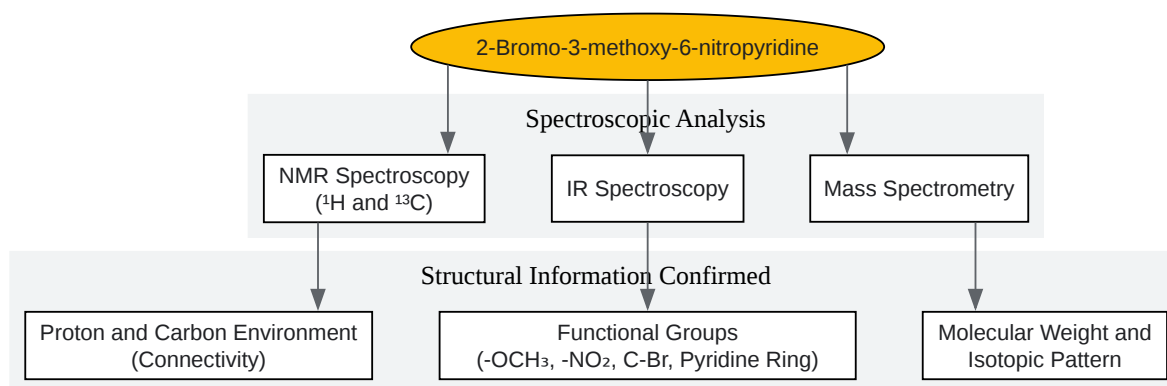 2-Bromo-3-methoxy-6-nitropyridine
Spectroscopic Analysis
NMR Spectroscopy
(¹H and ¹³C)
IR Spectroscopy
Mass Spectrometry
Structural Information Confirmed
Proton and Carbon Environment
(Connectivity)
Functional Groups
(-OCH₃, -NO₂, C-Br, Pyridine Ring)
Molecular Weight and
Isotopic Pattern